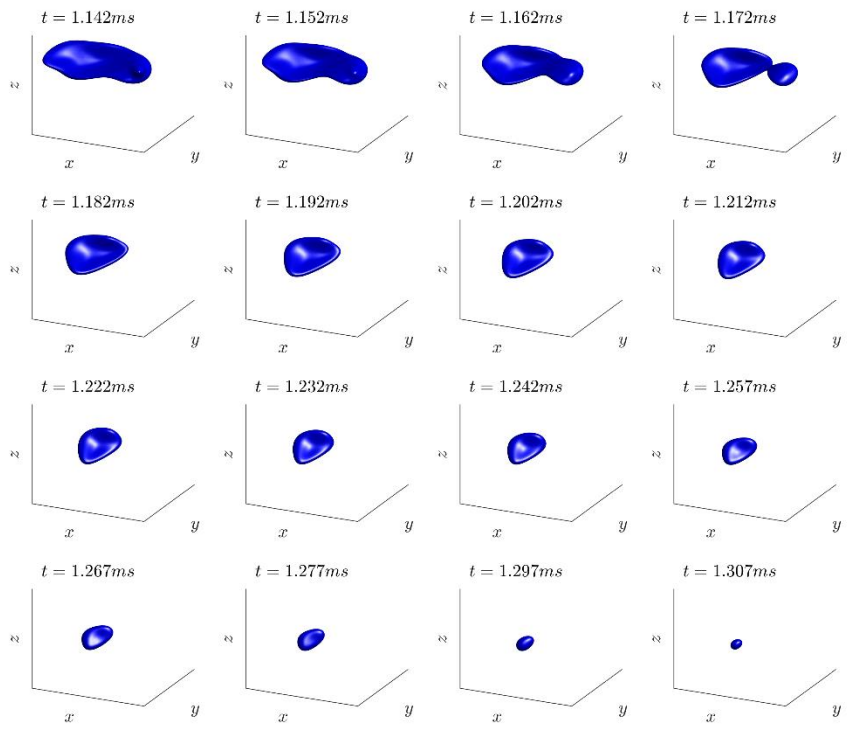 t = 1.142ms t = 1.152ms t = 1.162ms t = 1.172ms
z x y z x y z x y z x y
t = 1.182ms t = 1.192ms t = 1.202ms t = 1.212ms
z x y z x y z x y z x y
t = 1.222ms t = 1.232ms t = 1.242ms t = 1.257ms
z x y z x y z x y z x y
t = 1.267ms t = 1.277ms t = 1.297ms t = 1.307ms
z x y z x y z x y z x y